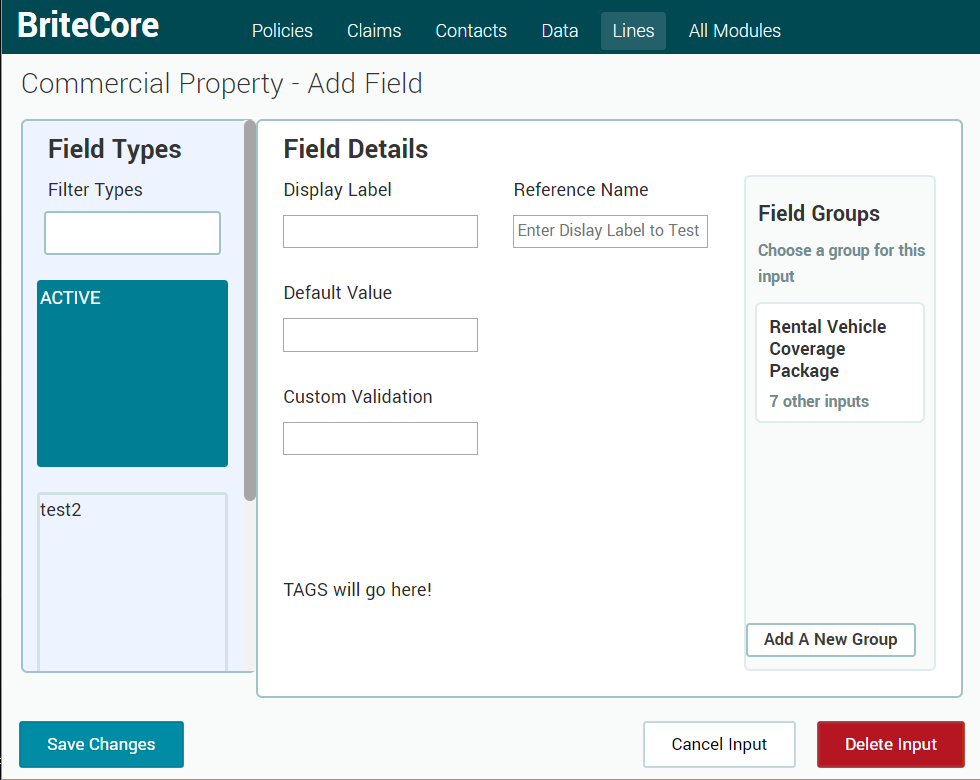 BriteCore
Policies Claims Contacts Data Lines All Modules
Commercial Property - Add Field
Field Types
Filter Types
ACTIVE
test2
Field Details
Display Label
Reference Name
Enter Dislay Label to Test
Default Value
Custom Validation
TAGS will go here!
Field Groups
Choose a group for this
input
Rental Vehicle
Coverage
Package
7 other inputs
Add A New Group
Save Changes
Cancel Input
Delete Input